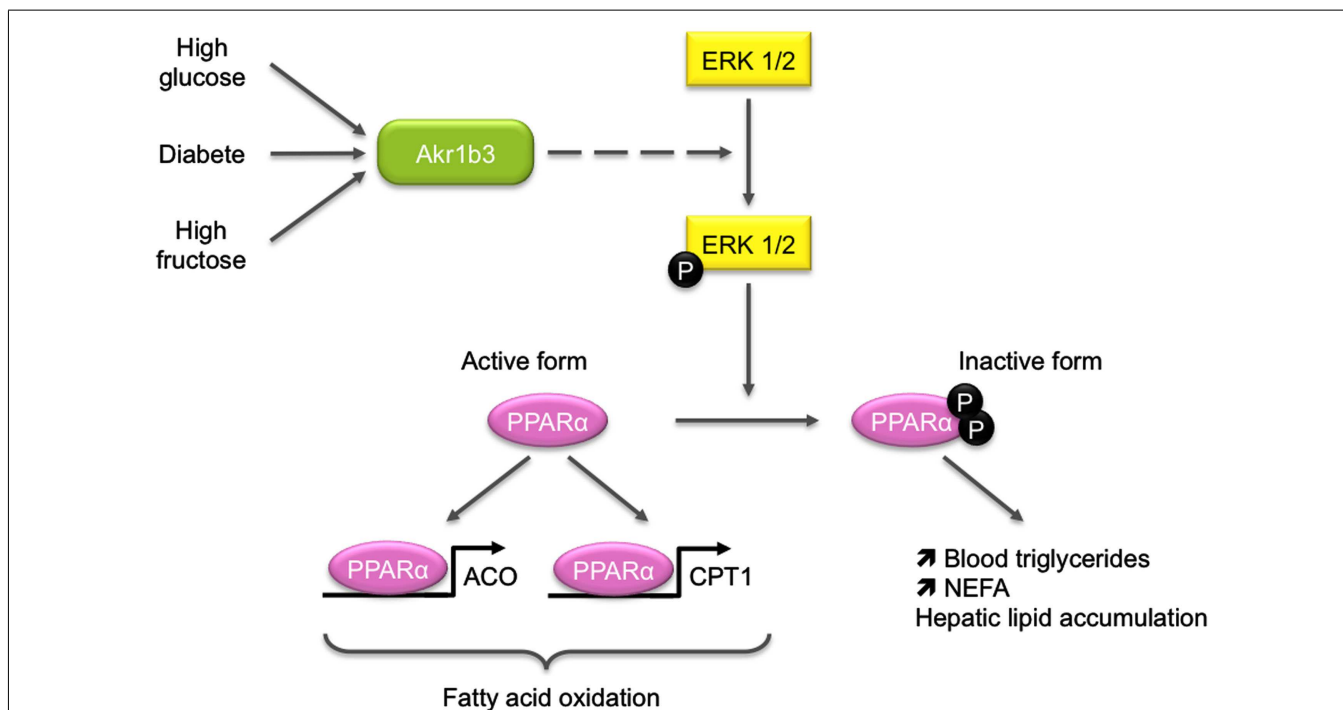 High
glucose
ERK 1/2
Diabete
Akr1b3
High
fructose
ERK 1/2
P
Active form
Inactive form
PPARα
PPARα
P
P
PPARα
ACO
PPARα
CPT1
↗ Blood triglycerides
↗ NEFA
Hepatic lipid accumulation
Fatty acid oxidation